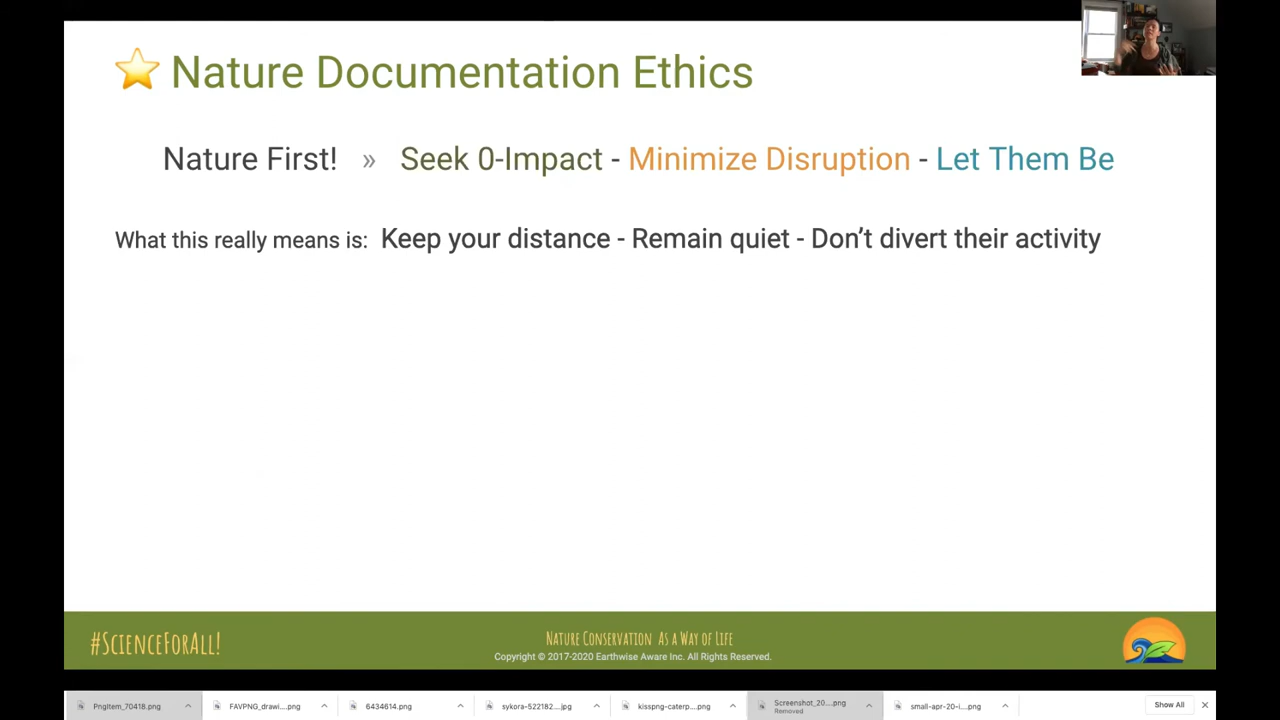 ⭐ Nature Documentation Ethics
Nature First! » Seek 0-Impact - Minimize Disruption - Let Them Be
What this really means is: Keep your distance - Remain quiet - Don’t divert their activity
#ScienceForAll!
Nature Conservation As a Way of Life
Copyright © 2017-2020 Earthwise Aware Inc. All Rights Reserved.
PngItem_70418.png
FAVPNG_drawi....png
6434614.png
sykora-522182....jpg
kisspng-caterp....png
Screenshot_20....png
Removed
small-apr-20-i....png
Show All